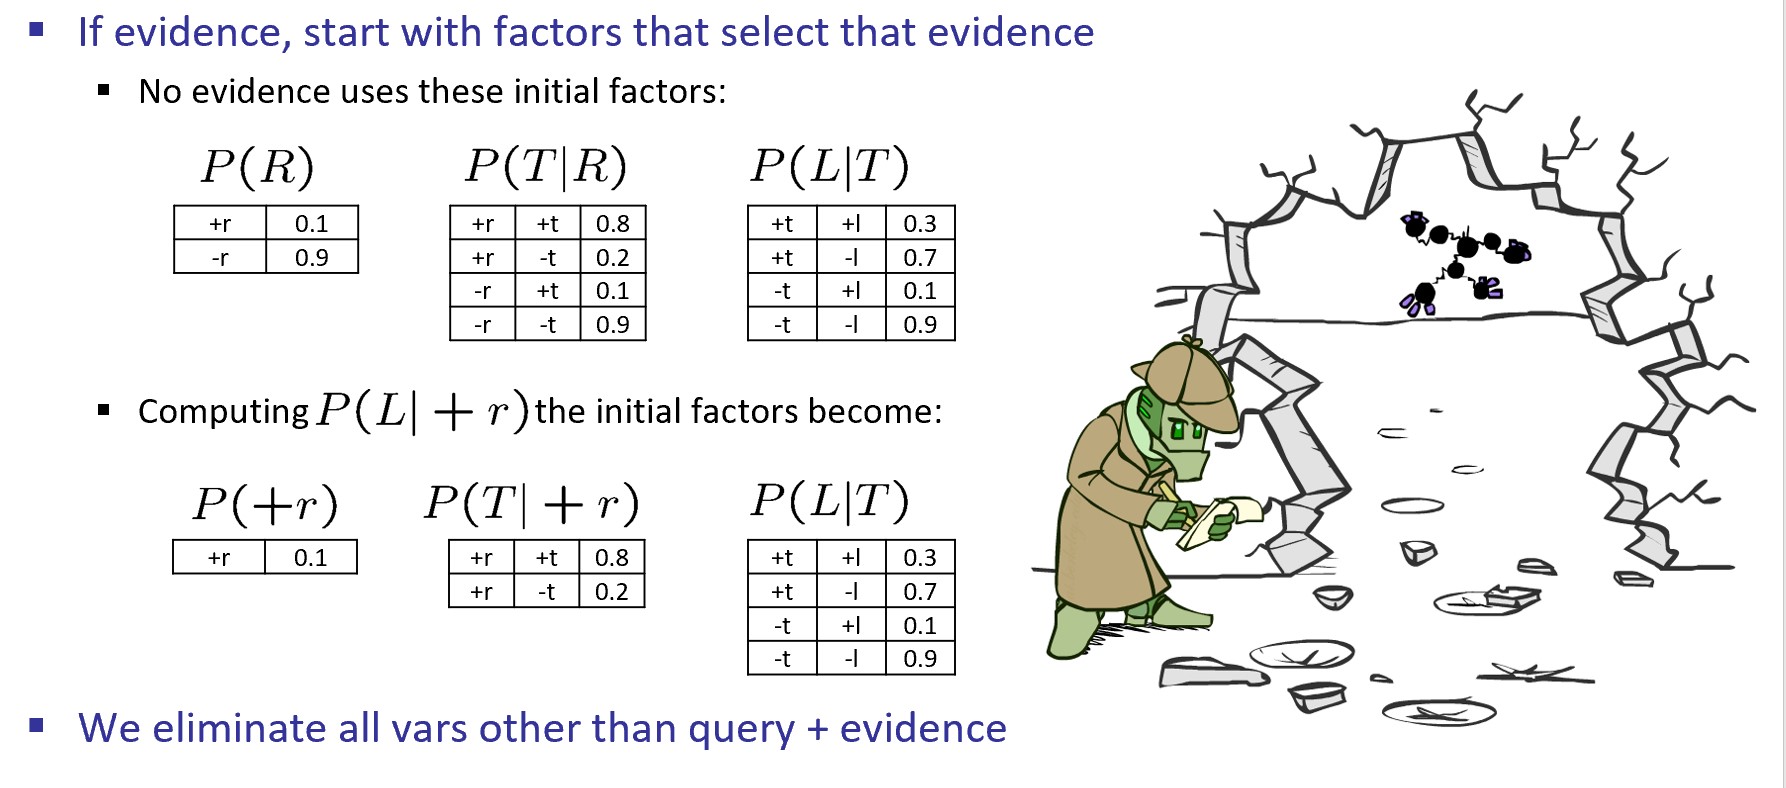 ▪ If evidence, start with factors that select that evidence
▪ No evidence uses these initial factors:
P(R) P(T|R) P(L|T)
+r 0.1 +r +t 0.8 +t +l 0.3
-r 0.9 +r -t 0.2 +t -l 0.7
-r +t 0.1 -t +l 0.1
-r -t 0.9 -t -l 0.9
▪ Computing P(L| + r) the initial factors become:
P(+r) P(T| + r) P(L|T)
+r 0.1 +r +t 0.8 +t +l 0.3
+r -t 0.2 +t -l 0.7
-t +l 0.1
-t -l 0.9
▪ We eliminate all vars other than query + evidence